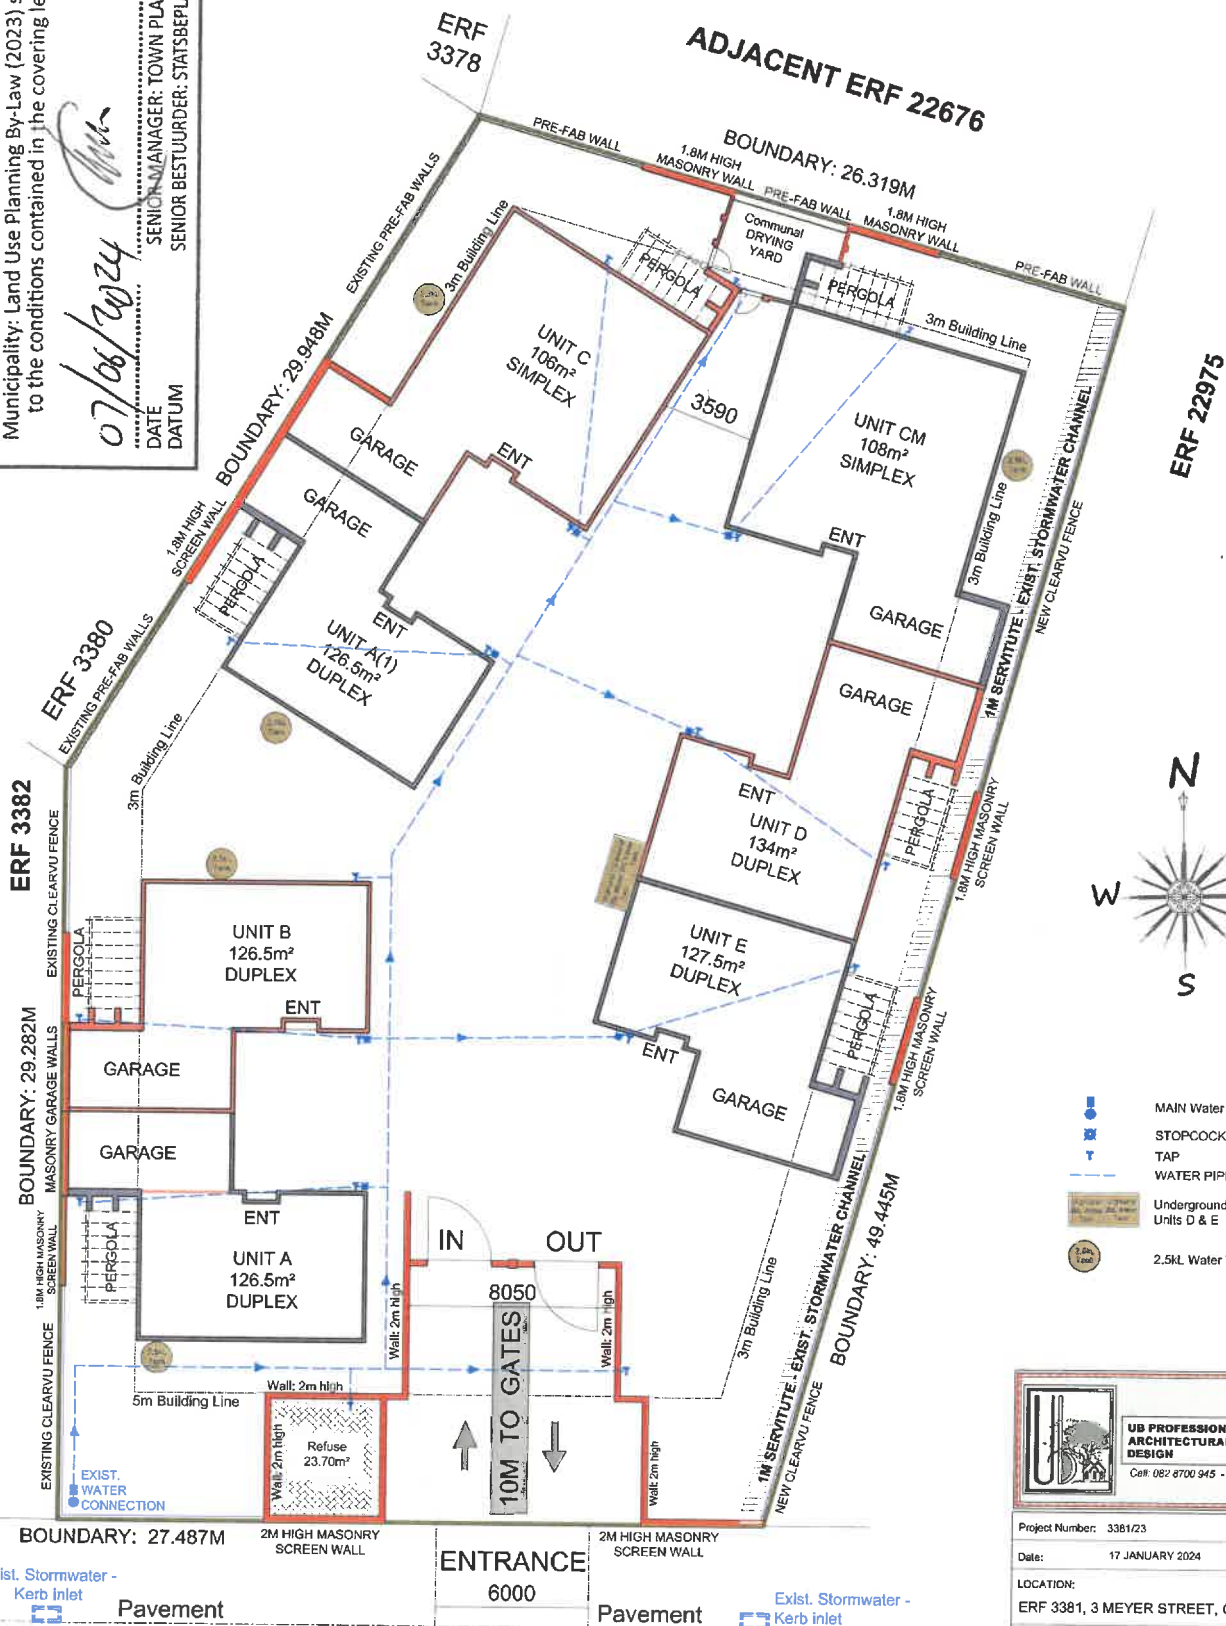 Municipality: Land Use Planning By-Law (2023) s
to the conditions contained in the covering le
07/06/2024
DATE
DATUM
SENIOR MANAGER: TOWN PLA
SENIOR BESTUURDER: STATSBEPL
ERF
3378
ADJACENT ERF 22676
BOUNDARY: 26.319M
PRE-FAB WALL
1.8M HIGH
MASONRY WALL
PRE-FAB WALL
1.8M HIGH
MASONRY WALL
PRE-FAB WALL
EXISTING PRE-FAB WALLS
3m Building Line
Communal
DRYING
YARD
PERGOLA
PERGOLA
3m Building Line
UNIT C
106m²
SIMPLEX
BOUNDARY: 29.948M
3590
UNIT CM
108m²
SIMPLEX
ERF 22975
GARAGE
ENT
GARAGE
1.8M HIGH
SCREEN WALL
PERGOLA
ENT
3m Building Line
1M SERVITUTE - EXIST. STORMWATER CHANNEL
NEW CLEARVU FENCE
GARAGE
ENT
UNIT A(1)
126.5m²
DUPLEX
ERF 3380
EXISTING PRE-FAB WALLS
GARAGE
3m Building Line
ERF 3382
EXISTING CLEARVU FENCE
ENT
UNIT D
134m²
DUPLEX
PERGOLA
1.8M HIGH MASONRY
SCREEN WALL
N
W
S
UNIT B
126.5m²
DUPLEX
PERGOLA
ENT
UNIT E
127.5m²
DUPLEX
PERGOLA
1.8M HIGH MASONRY
SCREEN WALL
ENT
GARAGE
BOUNDARY: 29.282M
MASONRY GARAGE WALLS
GARAGE
GARAGE
MAIN Water
STOPCOCK
TAP
WATER PIP
Underground
Units D & E
2.5kL Water
1.8M HIGH MASONRY
SCREEN WALL
PERGOLA
ENT
UNIT A
126.5m²
DUPLEX
IN
OUT
8050
Wall: 2m high
Wall: 2m high
10M TO GATES
3m Building Line
1M SERVITUTE - EXIST. STORMWATER CHANNEL
BOUNDARY: 49.445M
NEW CLEARVU FENCE
EXISTING CLEARVU FENCE
5m Building Line
Wall: 2m high
Wall: 2m high
Refuse
23.70m²
Wall: 2m high
EXIST.
WATER
CONNECTION
UB PROFESSION
ARCHITECTURAL
DESIGN
Cell: 082 8700 945 -
Project Number: 3381/23
Date: 17 JANUARY 2024
LOCATION:
ERF 3381, 3 MEYER STREET, G
BOUNDARY: 27.487M
2M HIGH MASONRY
SCREEN WALL
ENTRANCE
6000
2M HIGH MASONRY
SCREEN WALL
ist. Stormwater -
Kerb inlet
Pavement
Pavement
Exist. Stormwater -
Kerb inlet